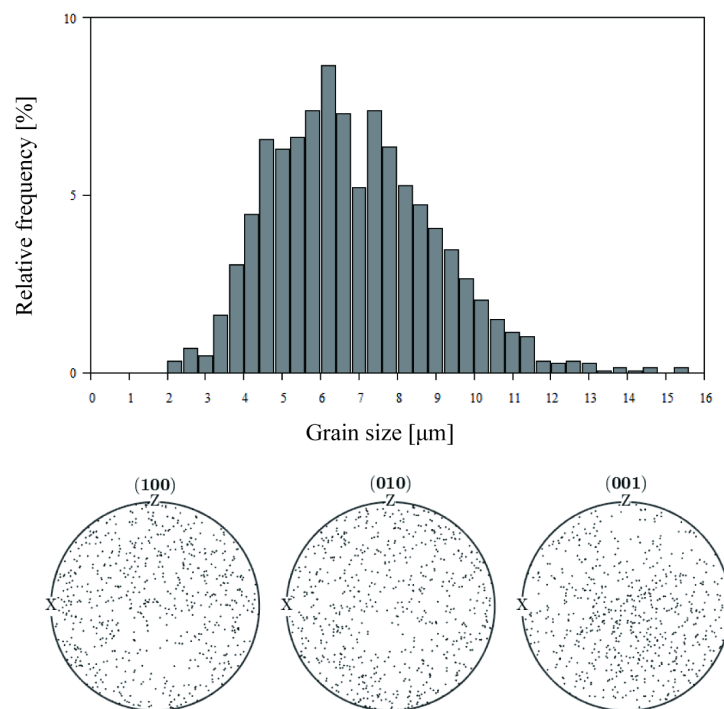 10
Relative frequency [%]
5
0
0 1 2 3 4 5 6 7 8 9 10 11 12 13 14 15 16
Grain size [μm]
(100) (010) (001)
Z Z Z
X X X